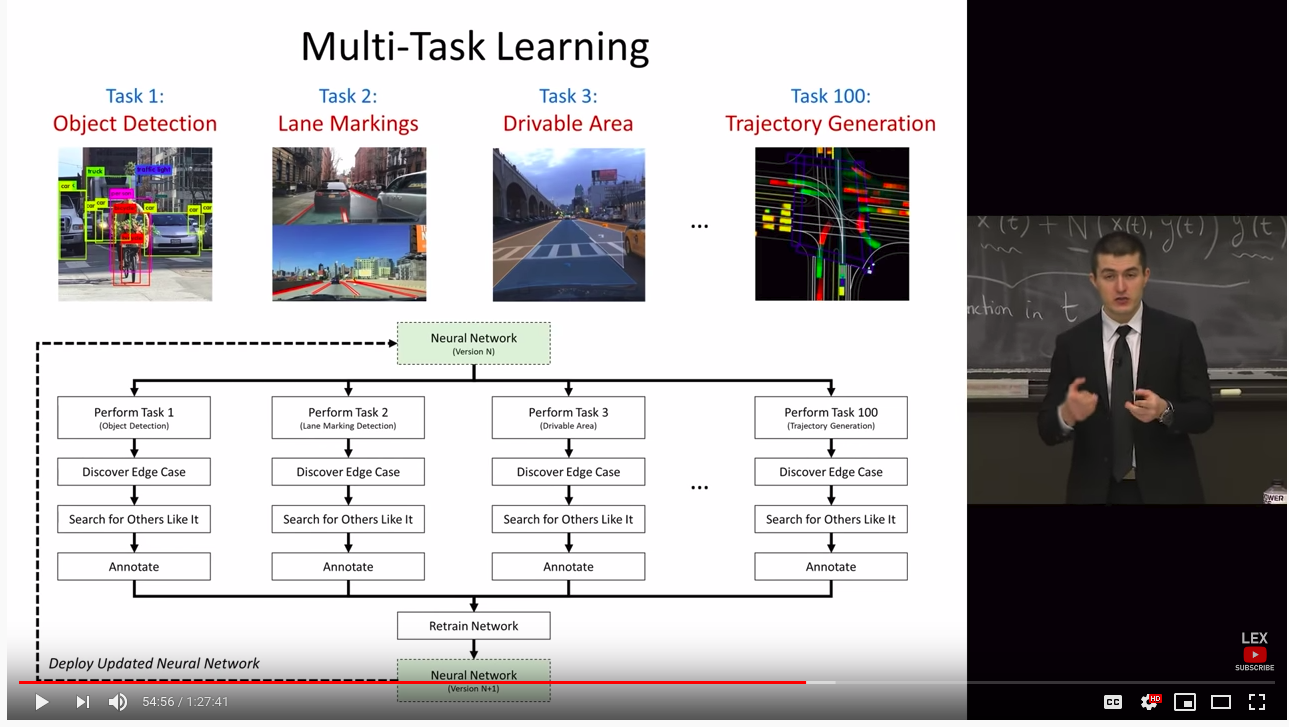 Multi-Task Learning
Task 1:
Object Detection
Task 2:
Lane Markings
Task 3:
Drivable Area
Task 100:
Trajectory Generation
truck
traffic light
car
car
car
car
car
car
...
x(t) + N(x(t), y(t)) y(t)
nction in t
Neural Network
(Version N)
Perform Task 1
(Object Detection)
Perform Task 2
(Lane Marking Detection)
Perform Task 3
(Drivable Area)
Perform Task 100
(Trajectory Generation)
Discover Edge Case
Discover Edge Case
Discover Edge Case
...
Discover Edge Case
Search for Others Like It
Search for Others Like It
Search for Others Like It
Search for Others Like It
Annotate
Annotate
Annotate
Annotate
Retrain Network
Deploy Updated Neural Network
Neural Network
(Version N+1)
OWER
LEX
SUBSCRIBE
54:56 / 1:27:41
CC
HD